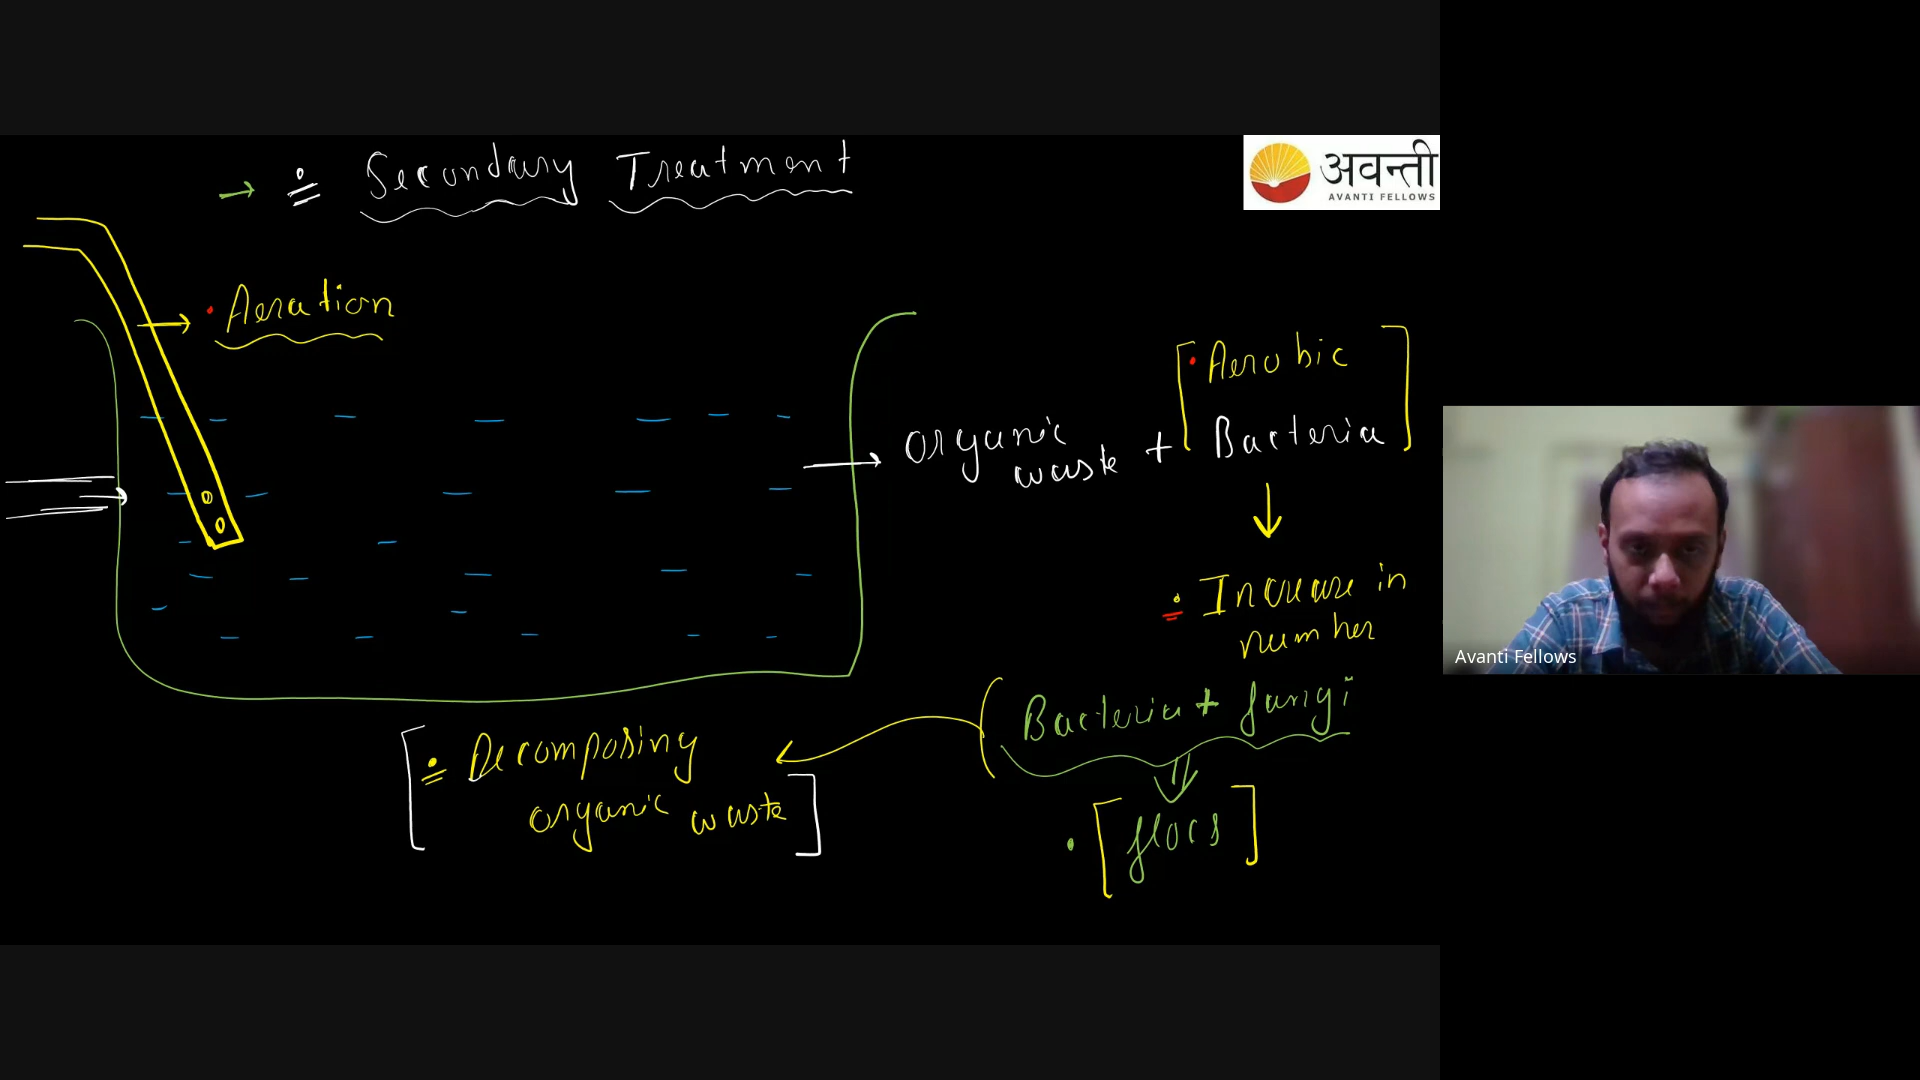 Secondary Treatment
अवन्ती
AVANTI FELLOWS
Aeration
Aerobic
organic waste + Bacteria
Increase in
number
Bacteria + fungi
flocs
Decomposing
organic waste
Avanti Fellows